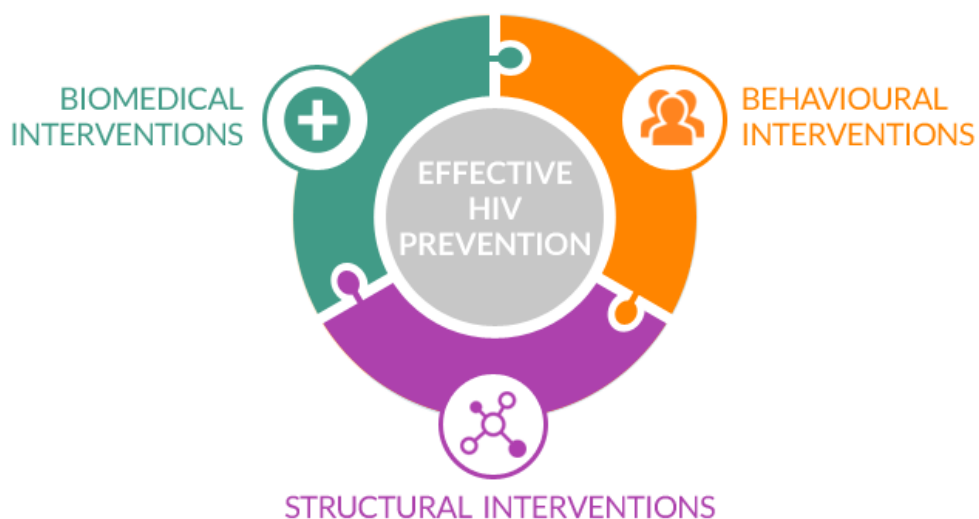 BIOMEDICAL
INTERVENTIONS
BEHAVIOURAL
INTERVENTIONS
EFFECTIVE
HIV
PREVENTION
STRUCTURAL INTERVENTIONS